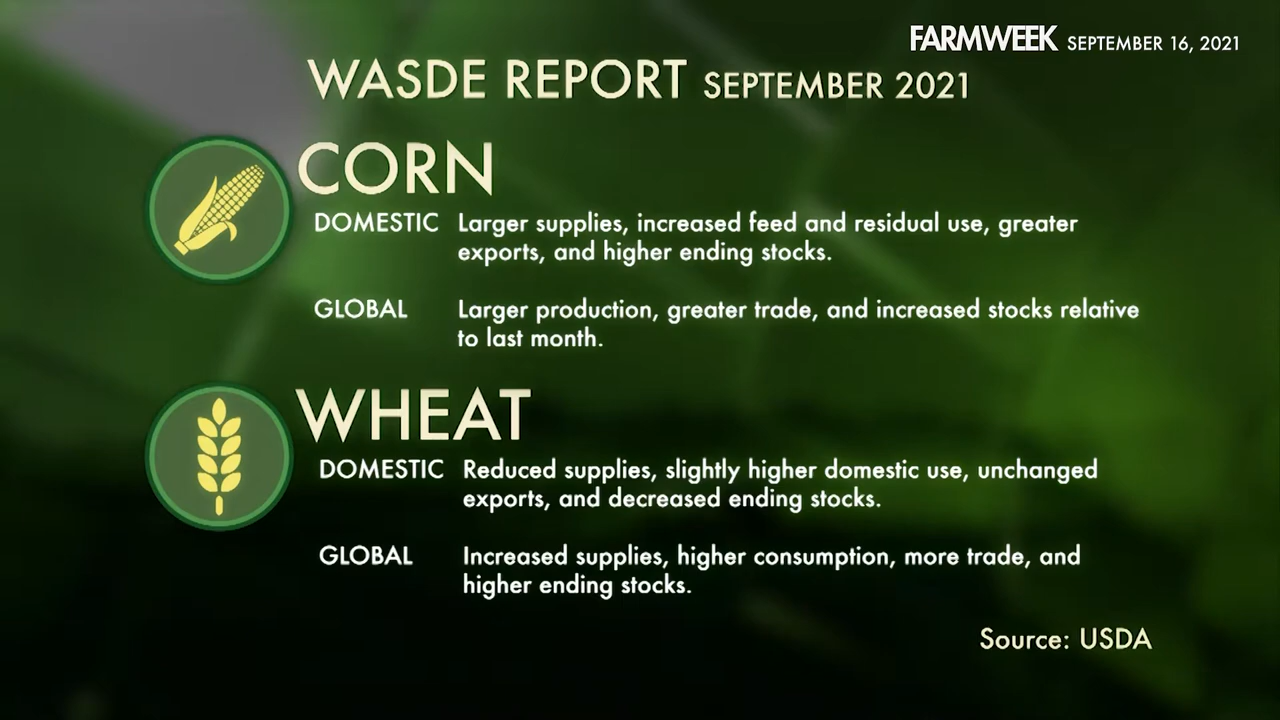 FARMWEEK SEPTEMBER 16, 2021
WASDE REPORT SEPTEMBER 2021
CORN
DOMESTIC Larger supplies, increased feed and residual use, greater
exports, and higher ending stocks.
GLOBAL Larger production, greater trade, and increased stocks relative
to last month.
WHEAT
DOMESTIC Reduced supplies, slightly higher domestic use, unchanged
exports, and decreased ending stocks.
GLOBAL Increased supplies, higher consumption, more trade, and
higher ending stocks.
Source: USDA